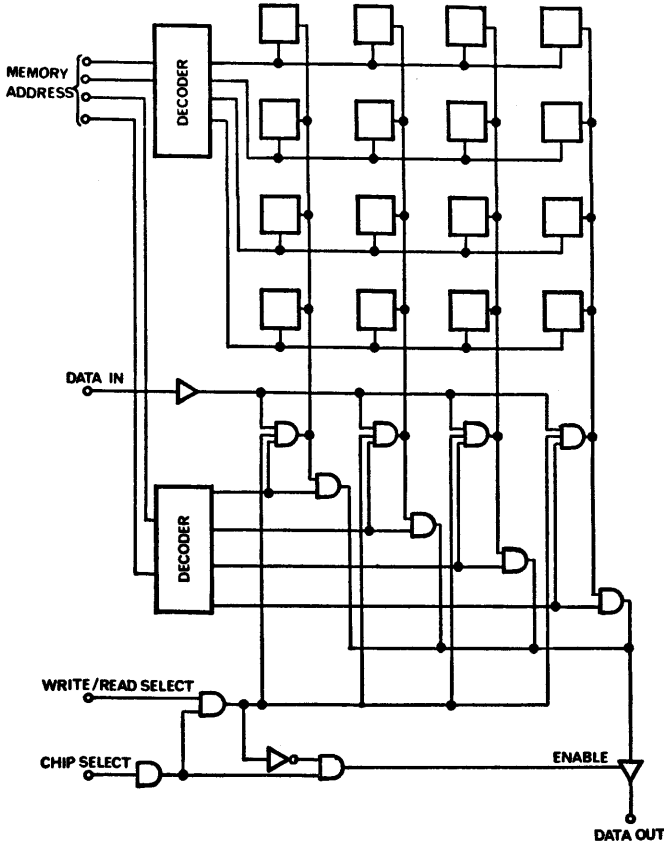 MEMORY
ADDRESS
DECODER
DATA IN
DECODER
WRITE/READ SELECT
CHIP SELECT
ENABLE
DATA OUT